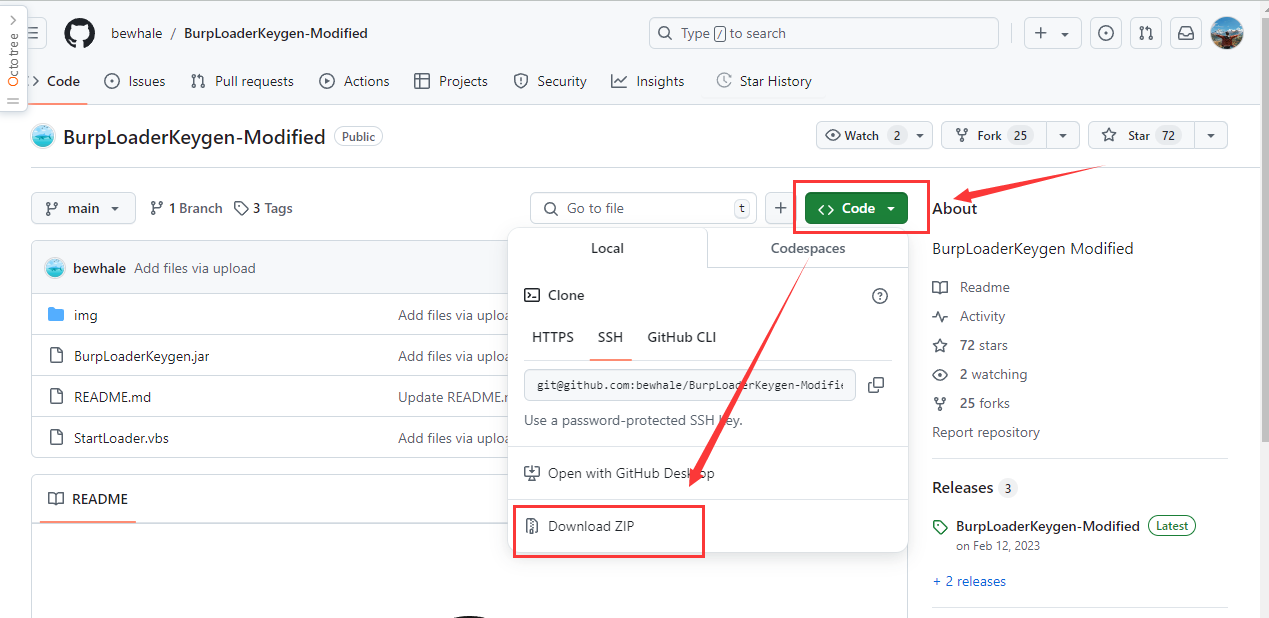 Octotree
bewhale / BurpLoaderKeygen-Modified
Type / to search
Code
Issues
Pull requests
Actions
Projects
Security
Insights
Star History
BurpLoaderKeygen-Modified
Public
Watch 2
Fork 25
Star 72
main
1 Branch
3 Tags
Go to file
t
Code
About
Local
Codespaces
BurpLoaderKeygen Modified
bewhale Add files via upload
Clone
Readme
img
Add files via uploa
HTTPS
SSH
GitHub CLI
Activity
72 stars
BurpLoaderKeygen.jar
Add files via uploa
git@github.com:bewhale/BurpLoaderKeygen-Modifie
2 watching
README.md
Update README.m
25 forks
Use a password-protected SSH key.
Report repository
StartLoader.vbs
Add files via uploa
Open with GitHub Desktop
Releases 3
README
Download ZIP
BurpLoaderKeygen-Modified
Latest
on Feb 12, 2023
+ 2 releases